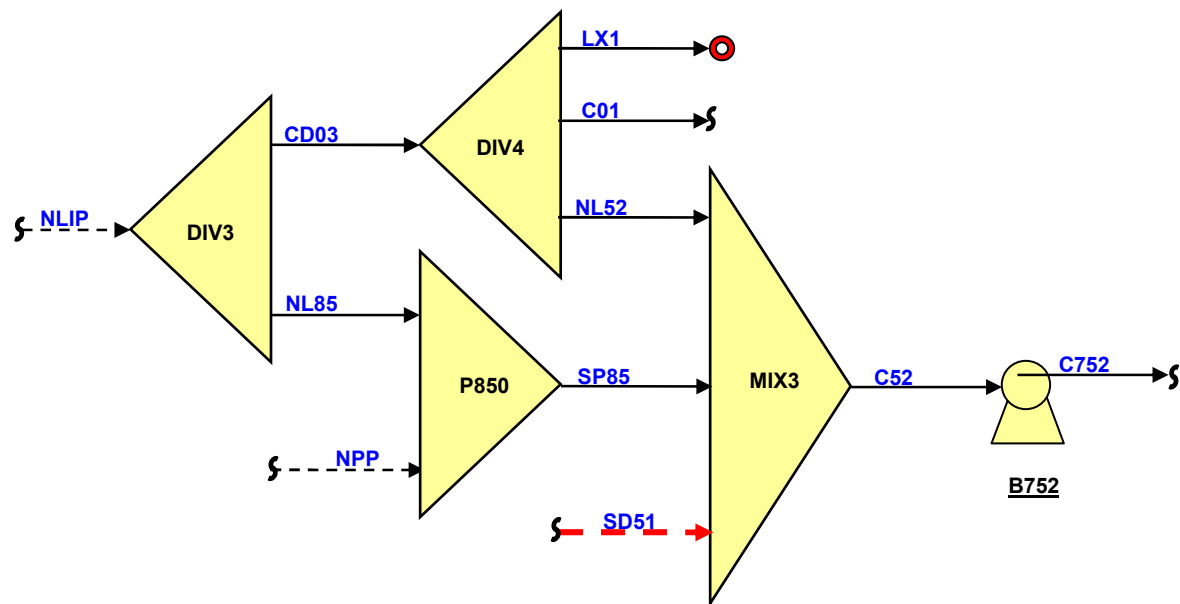 LX1
C01
CD03
DIV4
NL52
NLIP
DIV3
NL85
P850
SP85
MIX3
C52
C752
NPP
SD51
B752